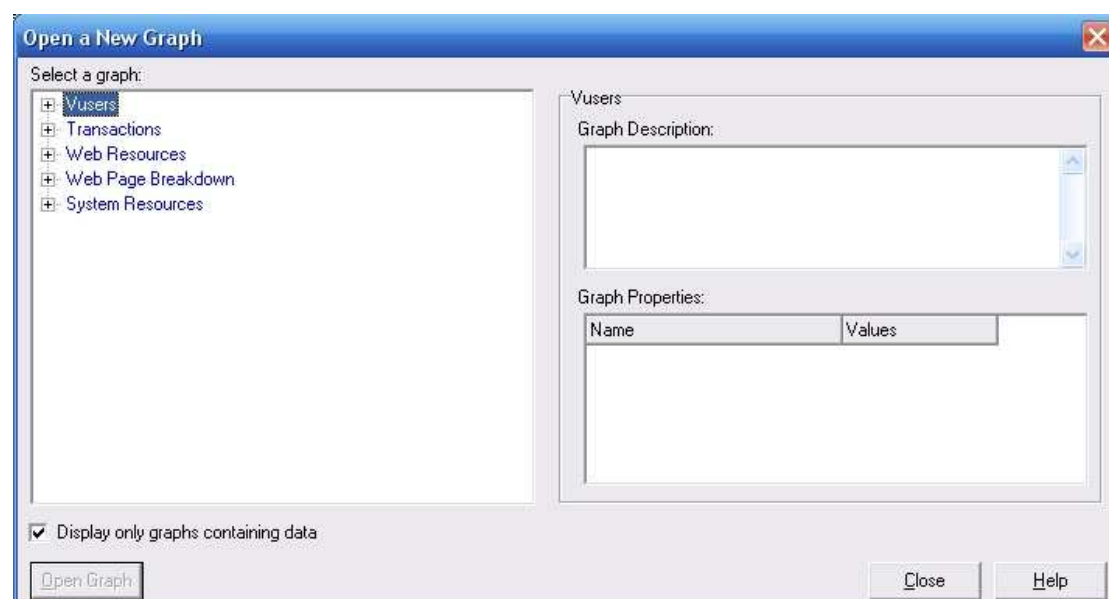 Open a New Graph
Select a graph:
Vusers
Transactions
Web Resources
Web Page Breakdown
System Resources
Vusers
Graph Description:
Graph Properties:
Name Values
Display only graphs containing data
Open Graph Close Help